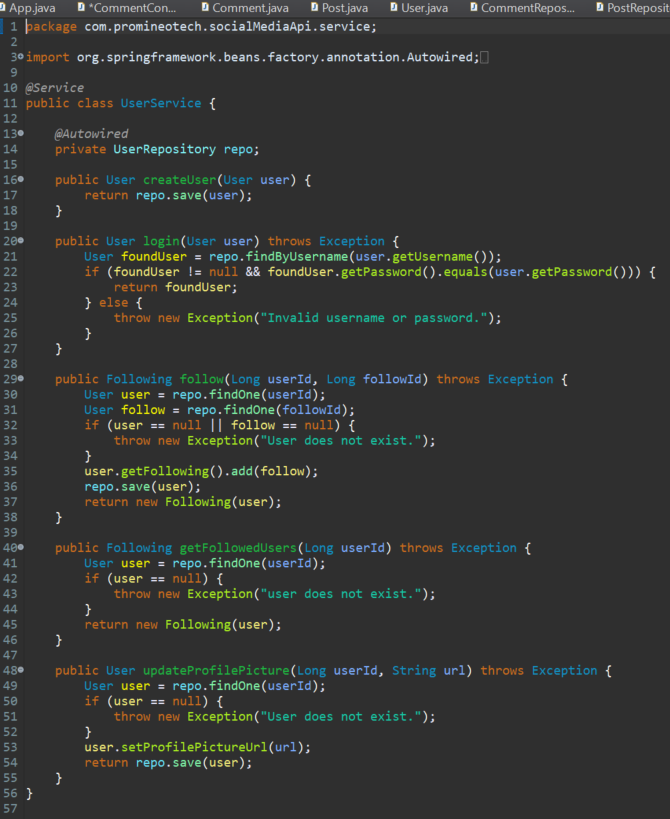 App.java *CommentCon... Comment.java Post.java User.java CommentRepos... PostReposit
1 package com.promineotech.socialMediaApi.service;
2
3 import org.springframework.beans.factory.annotation.Autowired;
9
10 @Service
11 public class UserService {
12
13     @Autowired
14     private UserRepository repo;
15
16     public User createUser(User user) {
17         return repo.save(user);
18     }
19
20     public User login(User user) throws Exception {
21         User foundUser = repo.findByUsername(user.getUsername());
22         if (foundUser != null && foundUser.getPassword().equals(user.getPassword())) {
23             return foundUser;
24         } else {
25             throw new Exception("Invalid username or password.");
26         }
27     }
28
29     public Following follow(Long userId, Long followId) throws Exception {
30         User user = repo.findOne(userId);
31         User follow = repo.findOne(followId);
32         if (user == null || follow == null) {
33             throw new Exception("User does not exist.");
34         }
35         user.getFollowing().add(follow);
36         repo.save(user);
37         return new Following(user);
38     }
39
40     public Following getFollowedUsers(Long userId) throws Exception {
41         User user = repo.findOne(userId);
42         if (user == null) {
43             throw new Exception("user does not exist.");
44         }
45         return new Following(user);
46     }
47
48     public User updateProfilePicture(Long userId, String url) throws Exception {
49         User user = repo.findOne(userId);
50         if (user == null) {
51             throw new Exception("User does not exist.");
52         }
53         user.setProfilePictureUrl(url);
54         return repo.save(user);
55     }
56 }
57